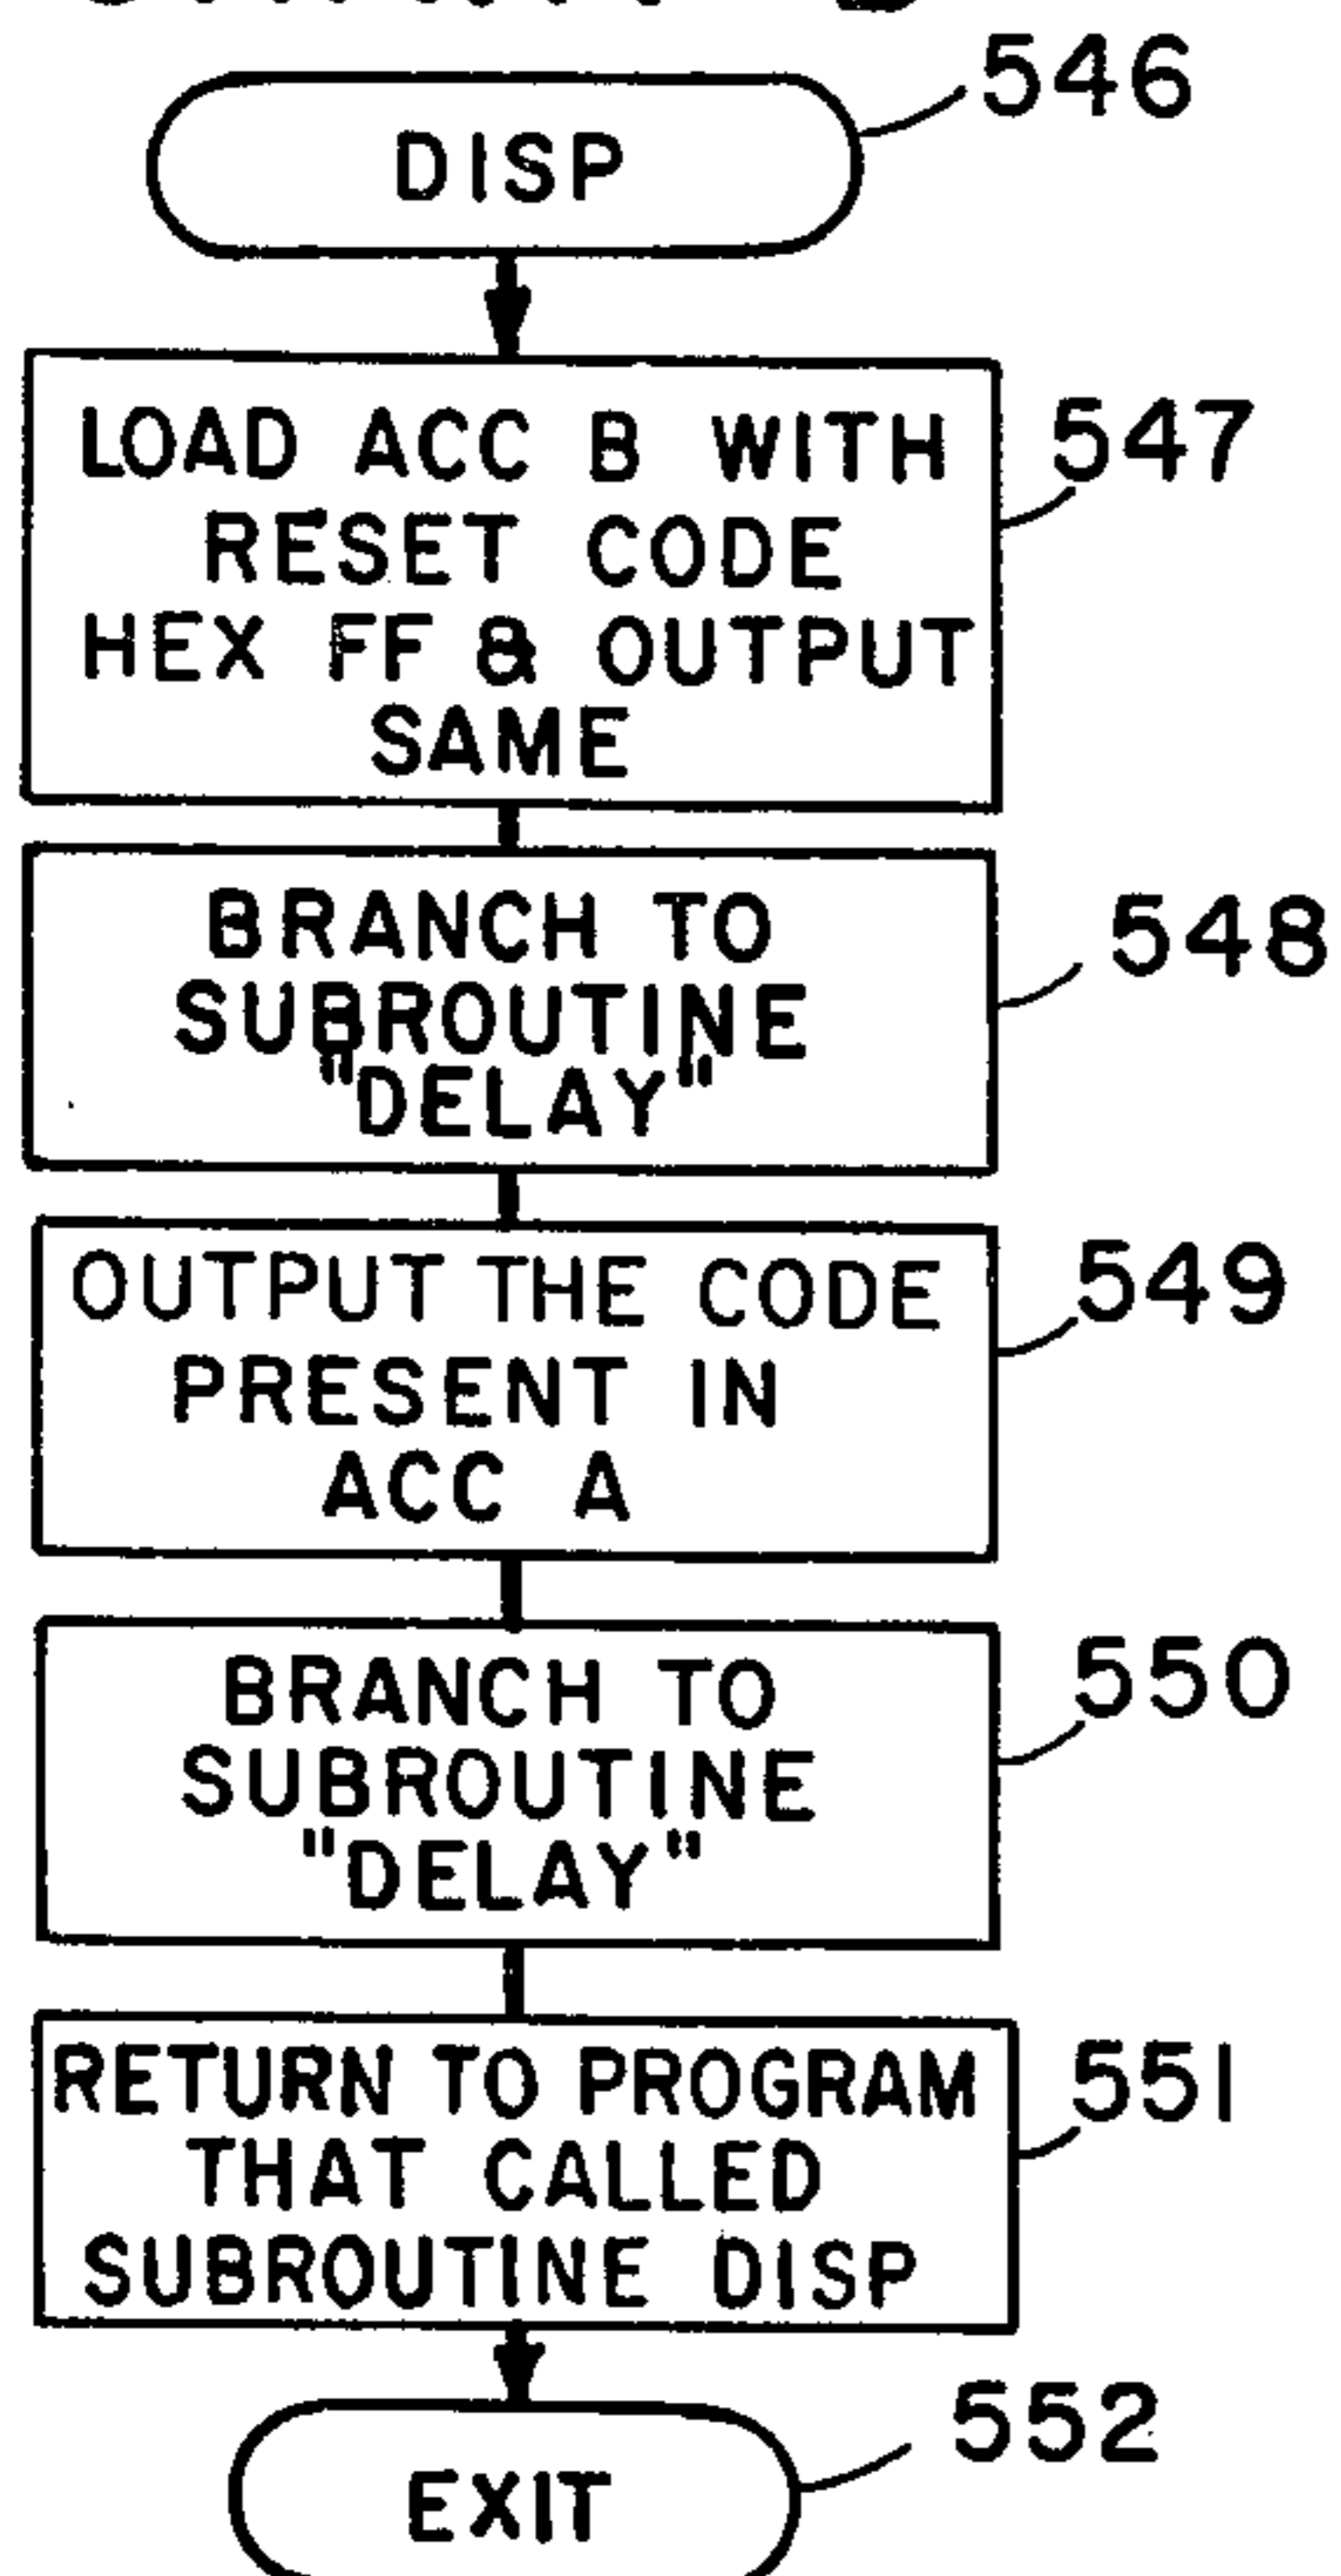 546
DISP
LOAD ACC B WITH
RESET CODE
HEX FF & OUTPUT
SAME
547
BRANCH TO
SUBROUTINE
"DELAY"
548
OUTPUT THE CODE
PRESENT IN
ACC A
549
BRANCH TO
SUBROUTINE
"DELAY"
550
RETURN TO PROGRAM
THAT CALLED
SUBROUTINE DISP
551
552
EXIT